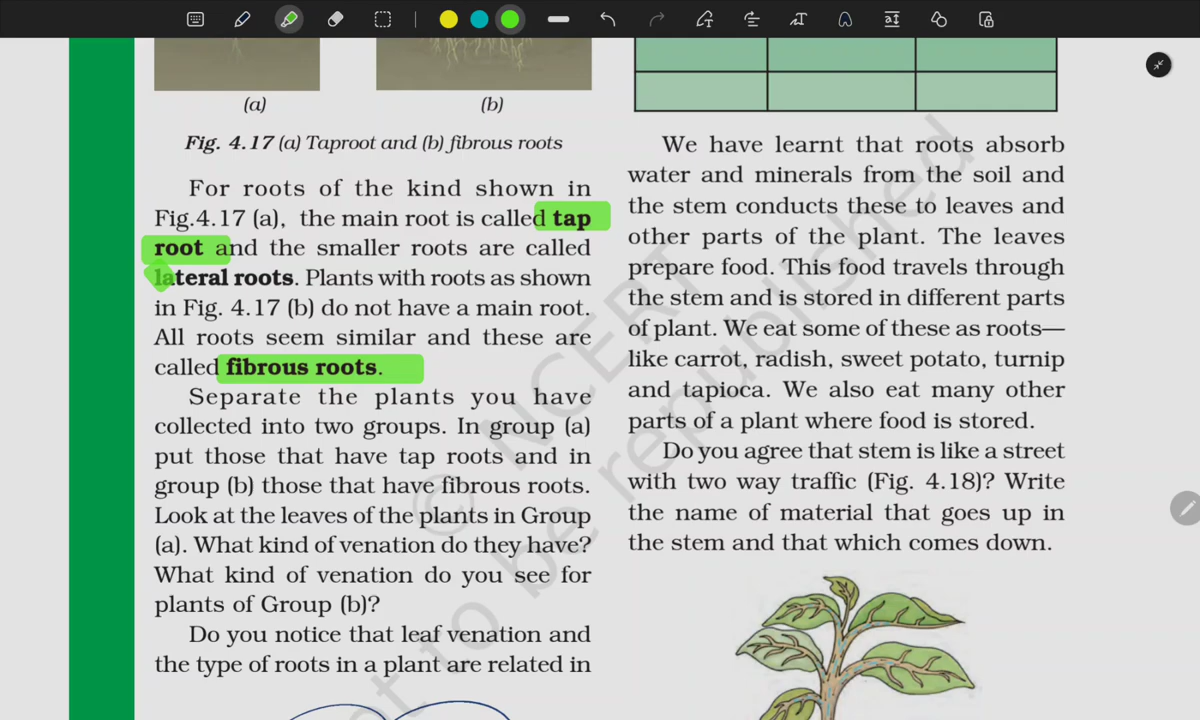 (a)
(b)
Fig. 4.17 (a) Taproot and (b) fibrous roots
For roots of the kind shown in
Fig.4.17 (a), the main root is called tap
root and the smaller roots are called
lateral roots. Plants with roots as shown
in Fig. 4.17 (b) do not have a main root.
All roots seem similar and these are
called fibrous roots.
Separate the plants you have
collected into two groups. In group (a)
put those that have tap roots and in
group (b) those that have fibrous roots.
Look at the leaves of the plants in Group
(a). What kind of venation do they have?
What kind of venation do you see for
plants of Group (b)?
Do you notice that leaf venation and
the type of roots in a plant are related in
We have learnt that roots absorb
water and minerals from the soil and
the stem conducts these to leaves and
other parts of the plant. The leaves
prepare food. This food travels through
the stem and is stored in different parts
of plant. We eat some of these as roots—
like carrot, radish, sweet potato, turnip
and tapioca. We also eat many other
parts of a plant where food is stored.
Do you agree that stem is like a street
with two way traffic (Fig. 4.18)? Write
the name of material that goes up in
the stem and that which comes down.
© NCERT
not to be republished